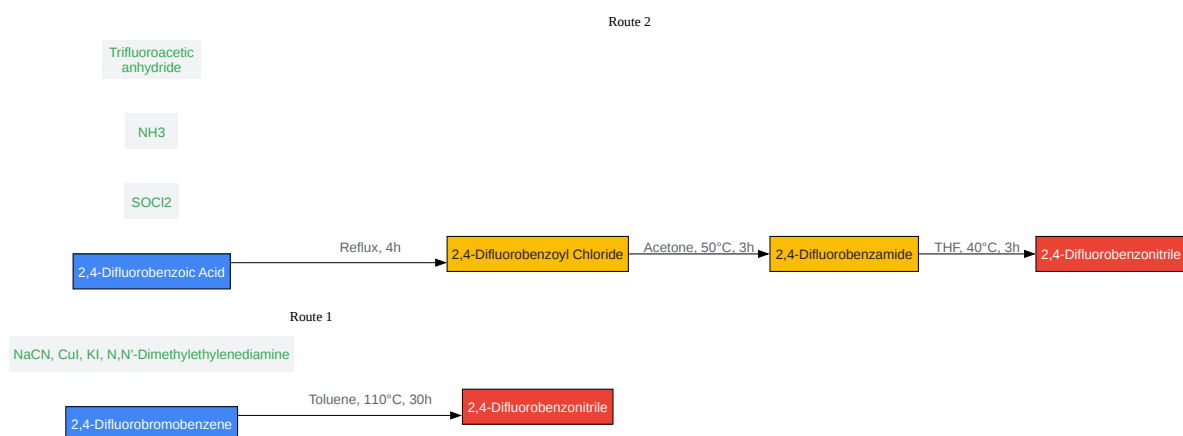 Route 2
Trifluoroacetic
anhydride
NH3
SOCl2
Reflux, 4h
2,4-Difluorobenzoyl Chloride
Acetone, 50°C, 3h
2,4-Difluorobenzamide
THF, 40°C, 3h
2,4-Difluorobenzonitrile
2,4-Difluorobenzoic Acid
Route 1
NaCN, CuI, KI, N,N'-Dimethylethylenediamine
Toluene, 110°C, 30h
2,4-Difluorobenzonitrile
2,4-Difluorobromobenzene